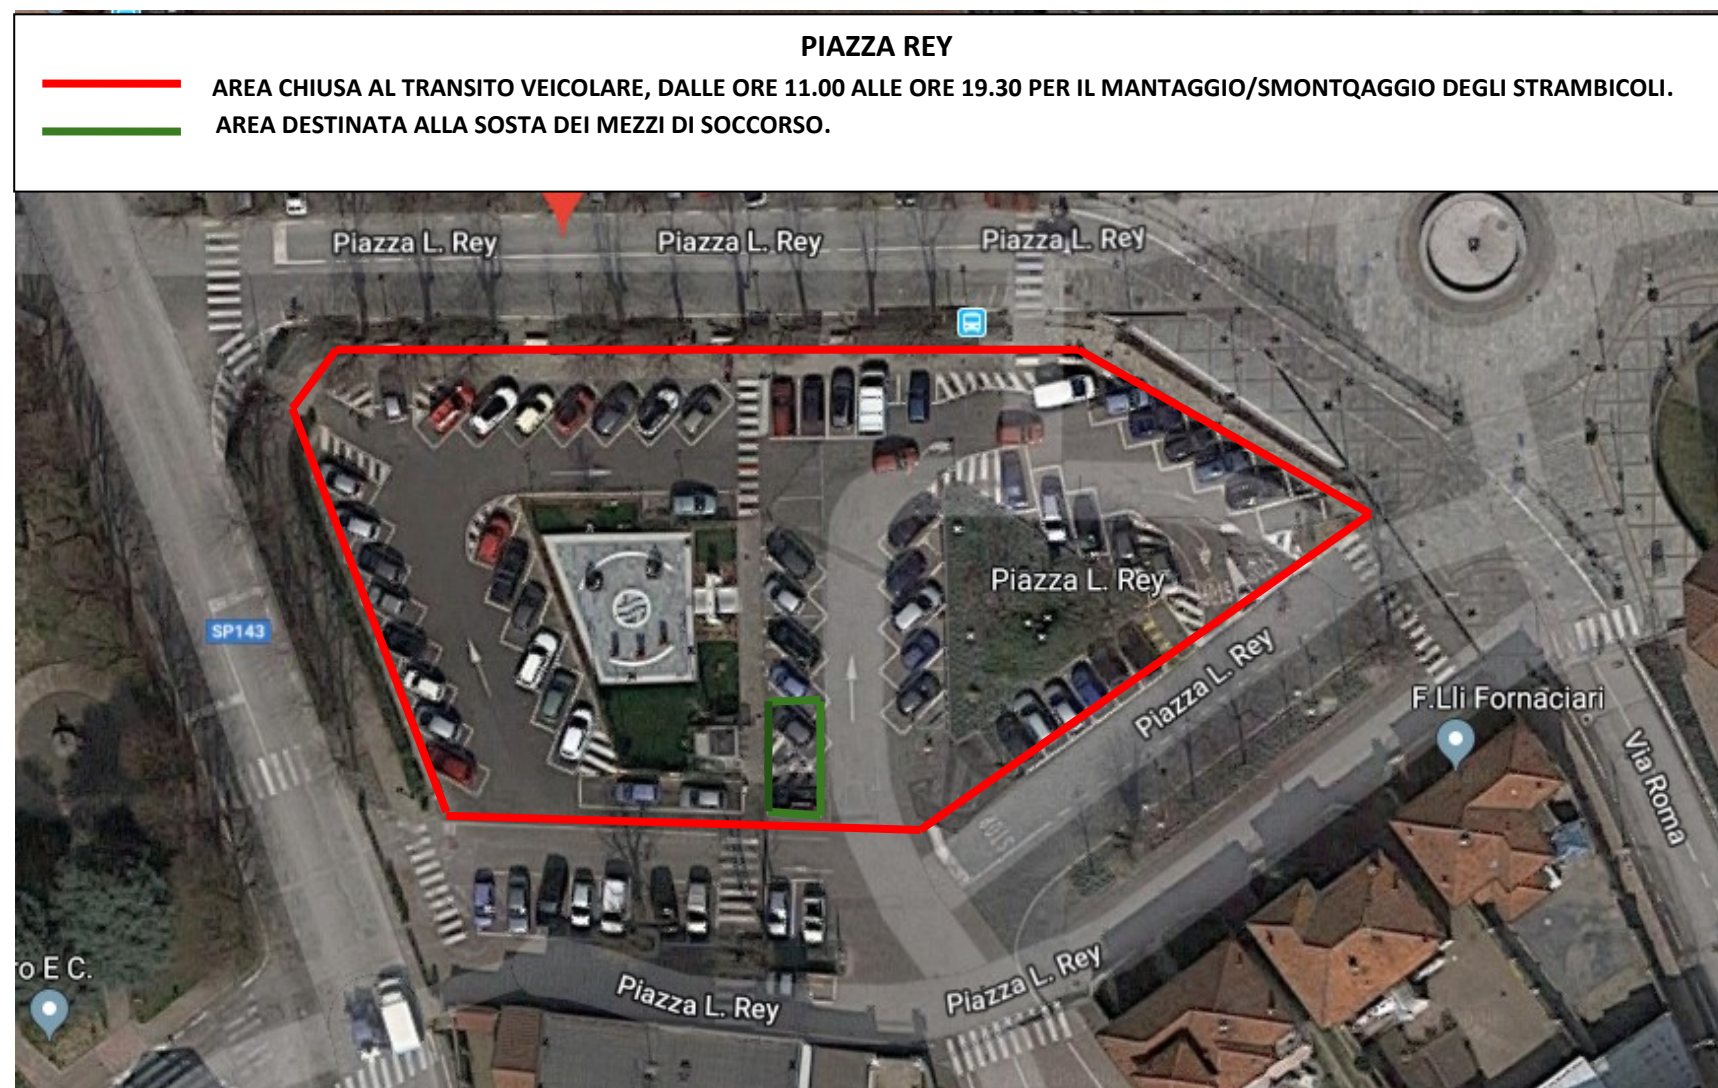 PIAZZA REY
AREA CHIUSA AL TRANSITO VEICOLARE, DALLE ORE 11.00 ALLE ORE 19.30 PER IL MANTAGGIO/SMONTQAGGIO DEGLI STRAMBICOLI.
AREA DESTINATA ALLA SOSTA DEI MEZZI DI SOCCORSO.
Piazza L. Rey Piazza L. Rey Piazza L. Rey
Piazza L. Rey
SP143
Piazza L. Rey
F.Lli Fornaciari
Via Roma
STOP
ro E C.
Piazza L. Rey
Piazza L. Rey